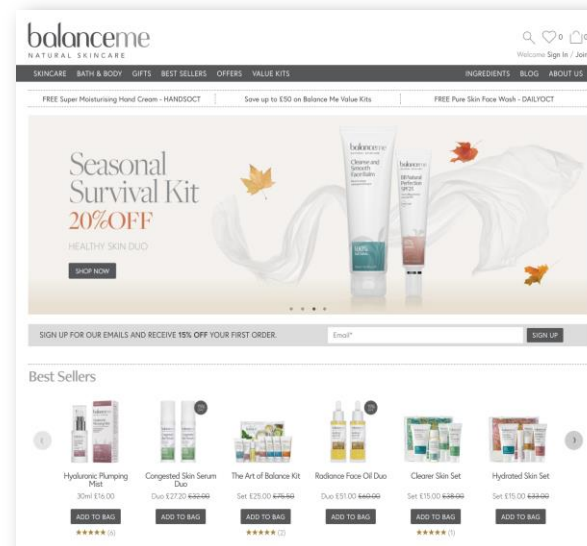 balanceme
NATURAL SKINCARE
0
0
Welcome Sign In / Join
SKINCARE BATH & BODY GIFTS BEST SELLERS OFFERS VALUE KITS INGREDIENTS BLOG ABOUT US
FREE Super Moisturising Hand Cream - HANDSOCT
Save up to £50 on Balance Me Value Kits
FREE Pure Skin Face Wash - DAILYOCT
Seasonal
Survival Kit
20%OFF
HEALTHY SKIN DUO
SHOP NOW
balanceme
Cleanse and
Smooth
Face Balm
100%
balanceme
BB Natural
Perfection
SPF25
SIGN UP FOR OUR EMAILS AND RECEIVE 15% OFF YOUR FIRST ORDER.
Email*
SIGN UP
Best Sellers
Hyaluronic Plumping
Mist
30ml £16.00
ADD TO BAG
(6)
Congested Skin Serum
Duo
Duo £27.20 £32.00
ADD TO BAG
The Art of Balance Kit
Set £25.00 £75.50
ADD TO BAG
(2)
Radiance Face Oil Duo
Duo £51.00 £60.00
ADD TO BAG
Clearer Skin Set
Set £15.00 £38.00
ADD TO BAG
(1)
Hydrated Skin Set
Set £15.00 £33.00
ADD TO BAG